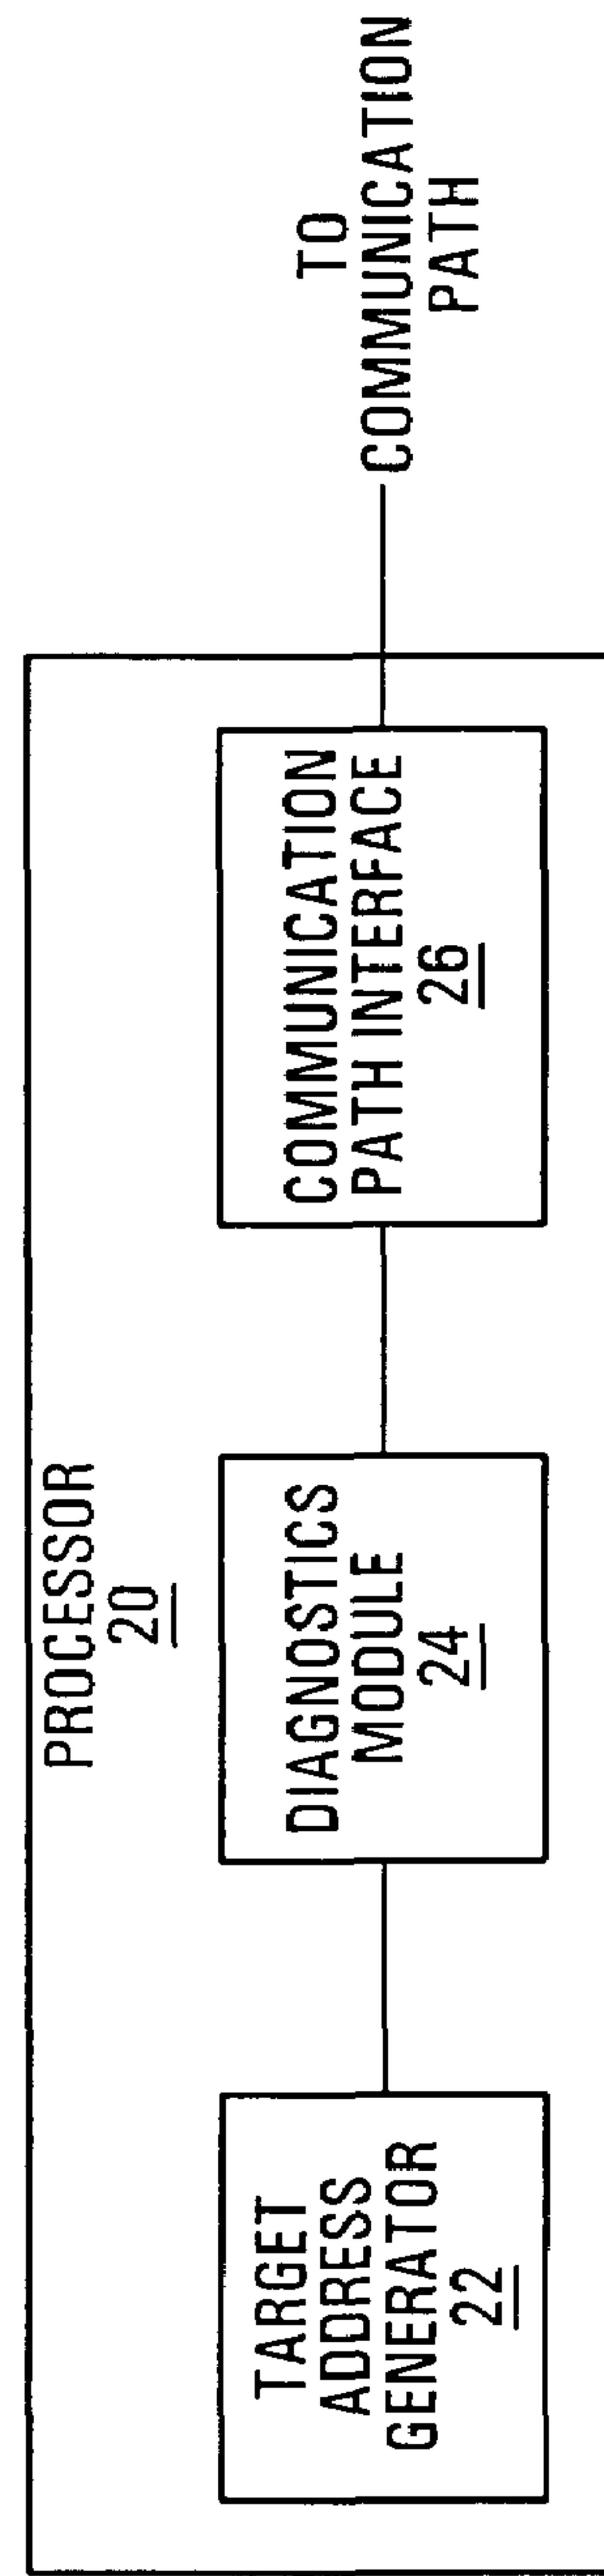 PROCESSOR
20
TARGET
ADDRESS
GENERATOR
22
DIAGNOSTICS
MODULE
24
COMMUNICATION
PATH INTERFACE
26
TO
COMMUNICATION
PATH